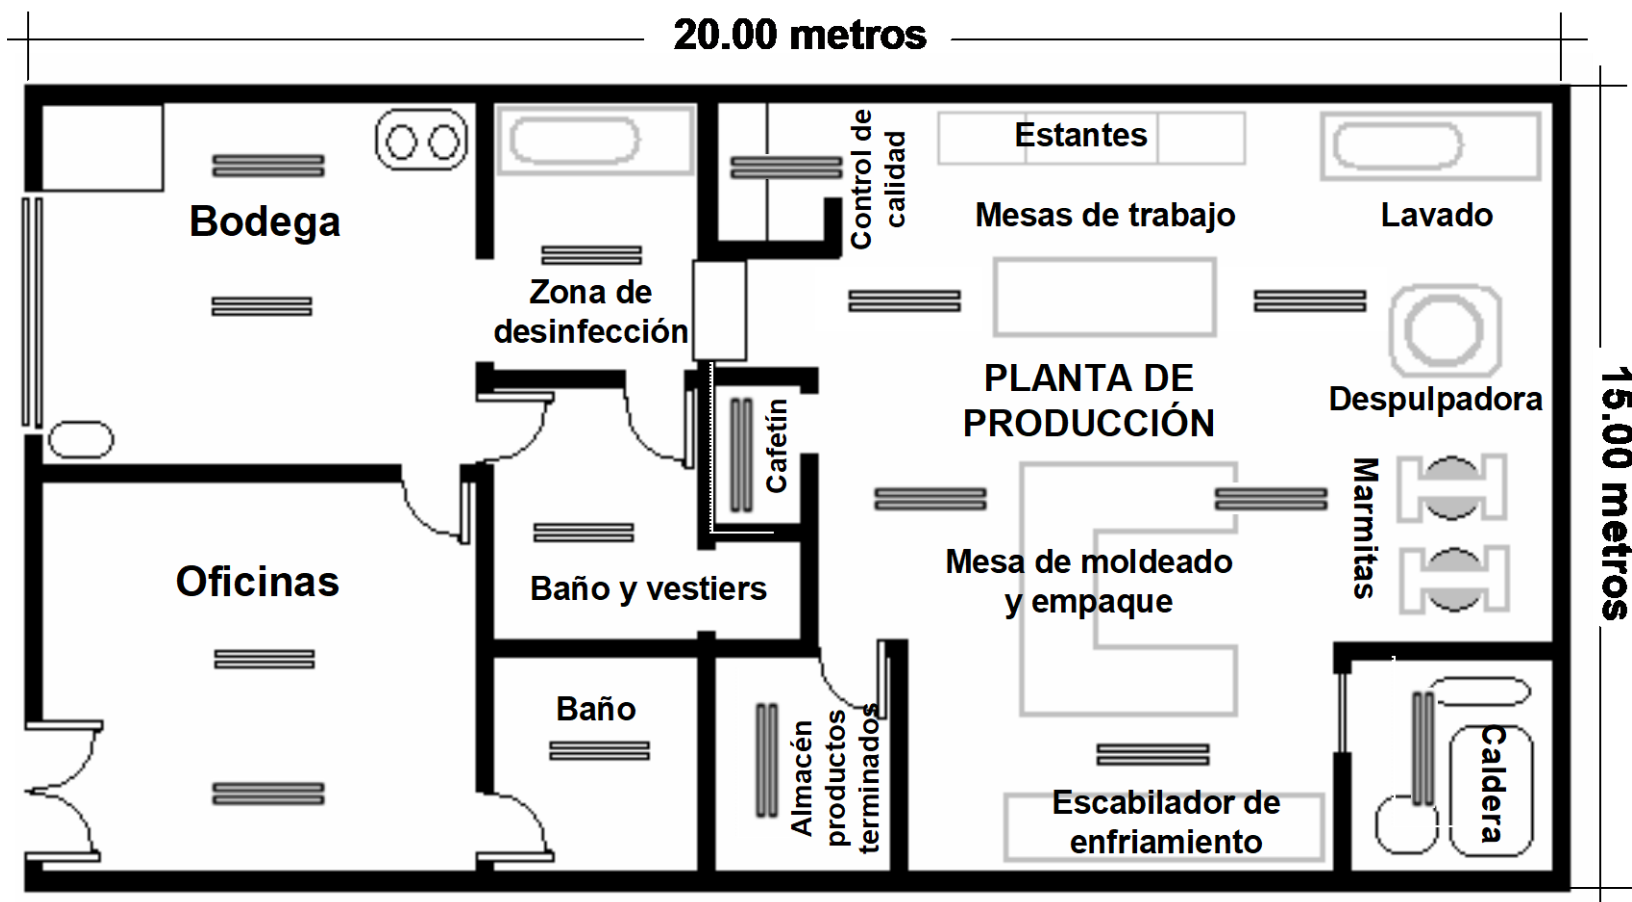 20.00 metros
15.00 metros
Bodega
Zona de
desinfección
Control de
calidad
Estantes
Mesas de trabajo
Lavado
PLANTA DE
PRODUCCIÓN
Despulpadora
Cafetín
Marmitas
Oficinas
Baño y vestiers
Mesa de moldeado
y empaque
Baño
Almacén
productos
terminados
Escabilador de
enfriamiento
Caldera